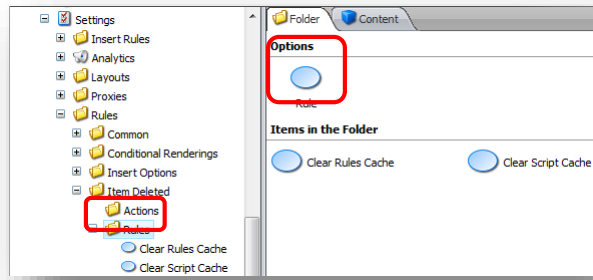 Settings
Insert Rules
Analytics
Layouts
Proxies
Rules
Common
Conditional Renderings
Insert Options
Item Deleted
Actions
Rules
Clear Rules Cache
Clear Script Cache
Folder Content
Options
Rule
Items in the Folder
Clear Rules Cache Clear Script Cache